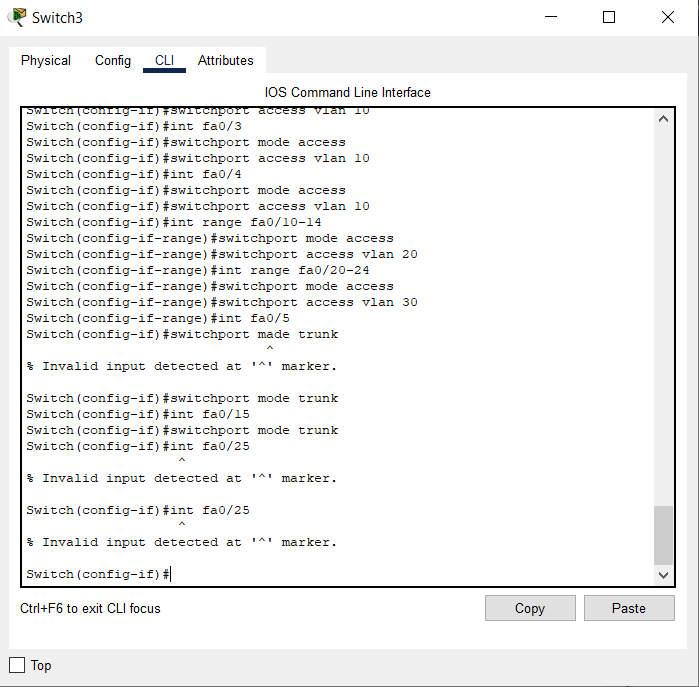 Switch3
Physical Config CLI Attributes
IOS Command Line Interface
Switch(config-if)#switchport access vlan 10
Switch(config-if)#int fa0/3
Switch(config-if)#switchport mode access
Switch(config-if)#switchport access vlan 10
Switch(config-if)#int fa0/4
Switch(config-if)#switchport mode access
Switch(config-if)#switchport access vlan 10
Switch(config-if)#int range fa0/10-14
Switch(config-if-range)#switchport mode access
Switch(config-if-range)#switchport access vlan 20
Switch(config-if-range)#int range fa0/20-24
Switch(config-if-range)#switchport mode access
Switch(config-if-range)#switchport access vlan 30
Switch(config-if-range)#int fa0/5
Switch(config-if)#switchport made trunk
^
% Invalid input detected at '^' marker.
Switch(config-if)#switchport mode trunk
Switch(config-if)#int fa0/15
Switch(config-if)#switchport mode trunk
Switch(config-if)#int fa0/25
^
% Invalid input detected at '^' marker.
Switch(config-if)#int fa0/25
^
% Invalid input detected at '^' marker.
Switch(config-if)#
Ctrl+F6 to exit CLI focus
Copy Paste
Top